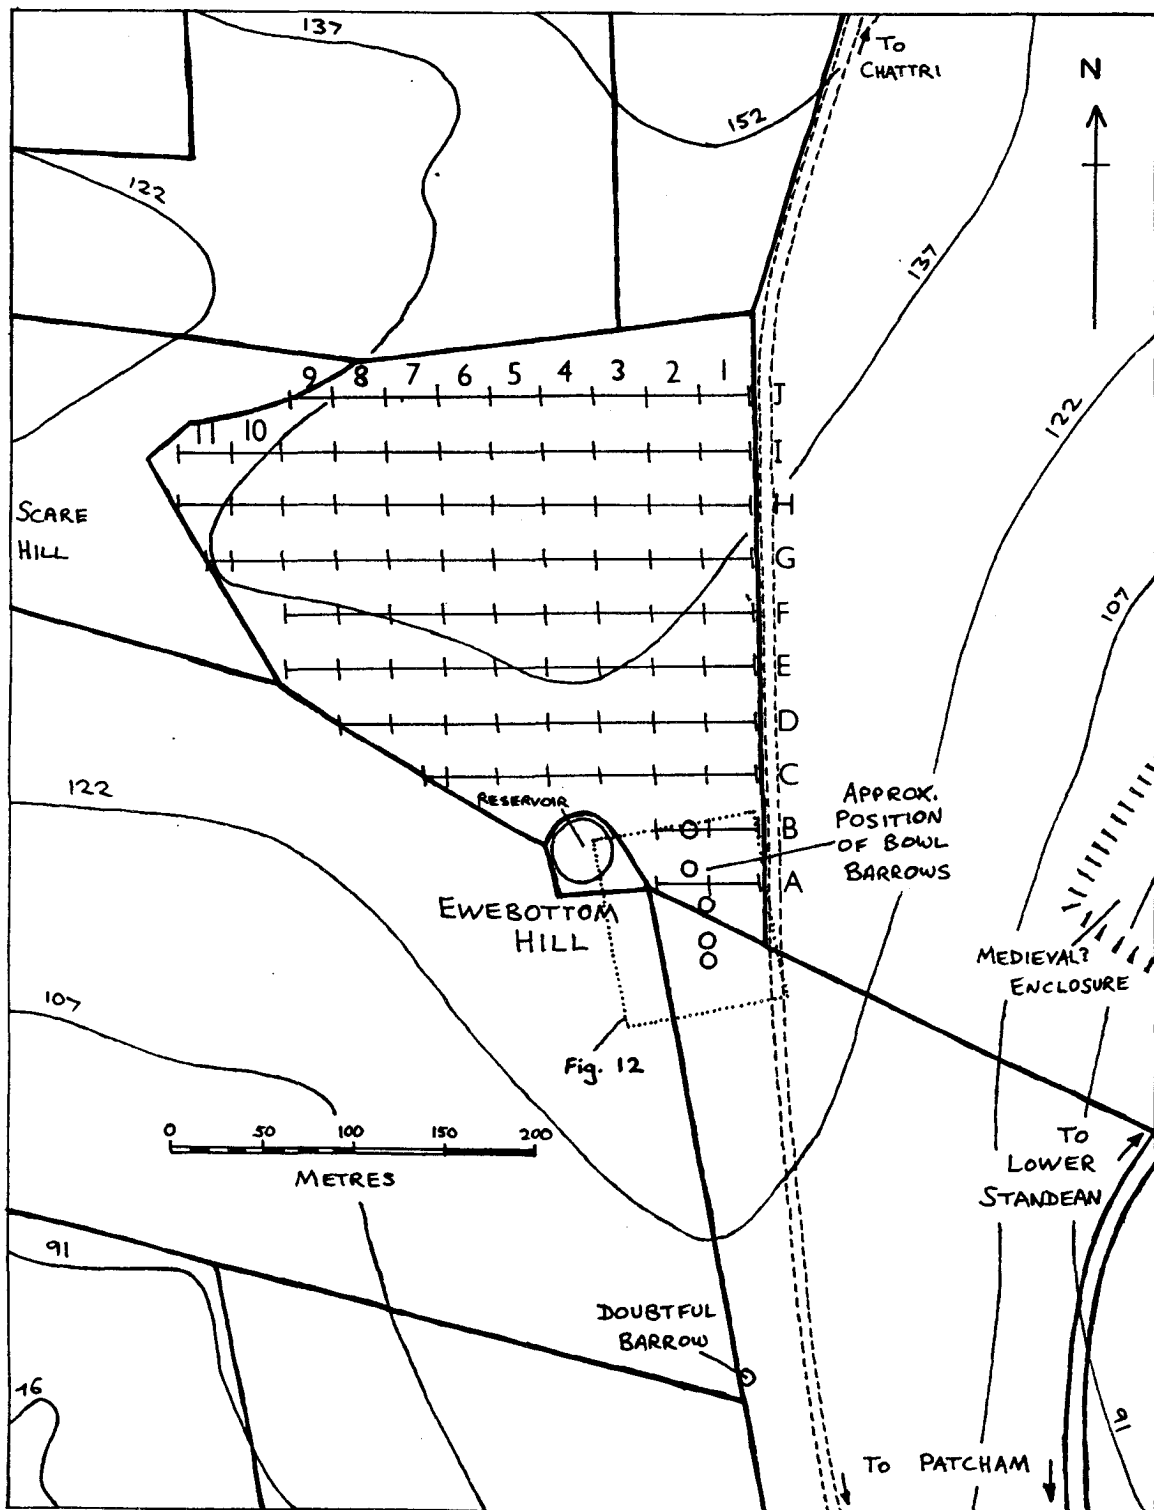 137
To
CHATTRI
N
152
122
137
9 8 7 6 5 4 3 2 1
J
11 10
I
122
SCARE
HILL
H
G
F
107
E
D
C
122
RESERVOIR
APPROX.
POSITION
OF BOWL
BARROWS
B
A
EWEBOTTOM
HILL
MEDIEVAL?
ENCLOSURE
107
Fig. 12
0 50 100 150 200
METRES
To
LOWER
STANDEAN
91
DOUBTFUL
BARROW
76
91
To PATCHAM